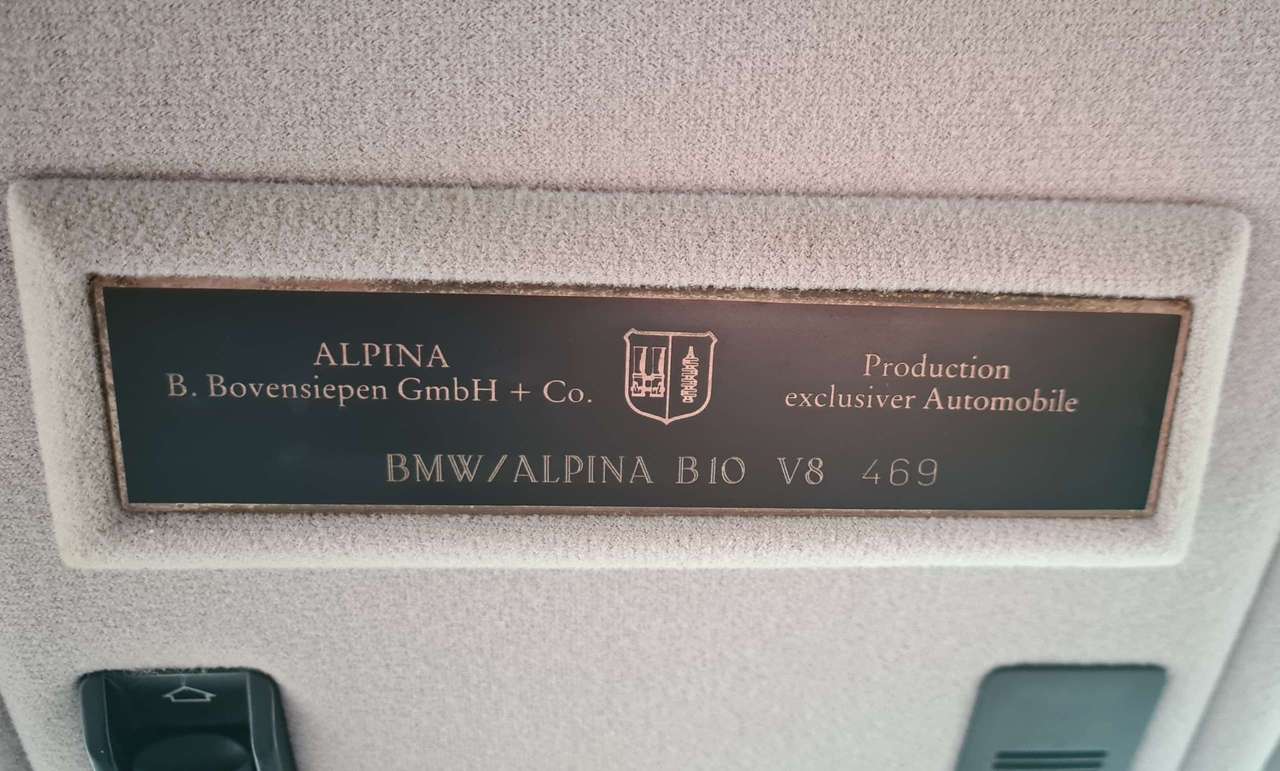 ALPINA
B. Bovensiepen GmbH + Co.
Production
exclusiver Automobile
BMW/ALPINA B10 V8 469